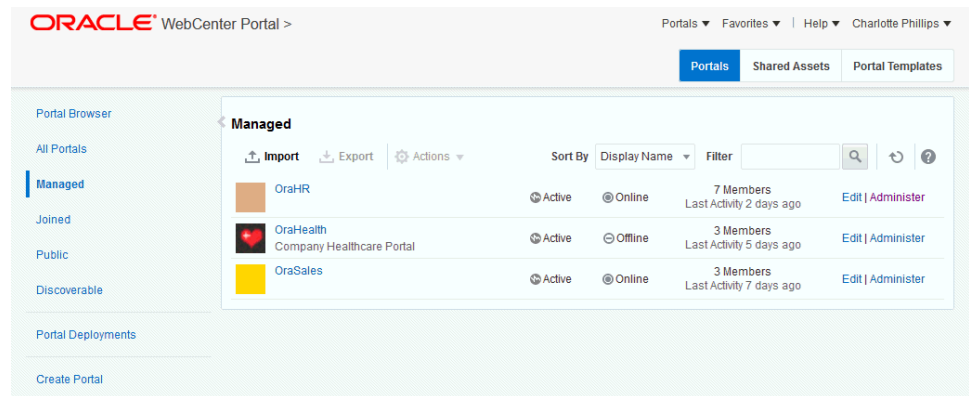 ORACLE® WebCenter Portal >
Portals Favorites Help Charlotte Phillips
Portals Shared Assets Portal Templates
Portal Browser
All Portals
Managed
Joined
Public
Discoverable
Portal Deployments
Create Portal
Managed
Import Export Actions Sort By Display Name Filter
OraHR Active Online 7 Members Edit | Administer
Last Activity 2 days ago
OraHealth Active Offline 3 Members Edit | Administer
Company Healthcare Portal Last Activity 5 days ago
OraSales Active Online 3 Members Edit | Administer
Last Activity 7 days ago